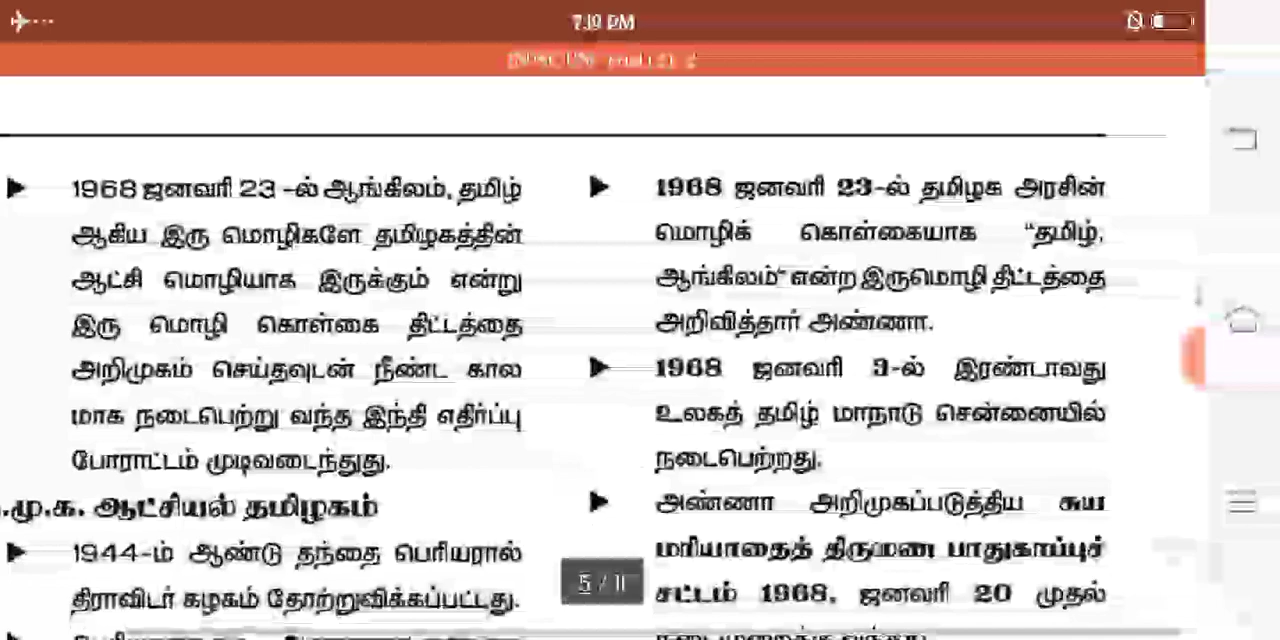 7:19 PM
1968 ஜனவரி 23 -ல் ஆங்கிலம், தமிழ்
ஆகிய இரு மொழிகளே தமிழகத்தின்
ஆட்சி மொழியாக இருக்கும் என்று
இரு மொழி கொள்கை திட்டத்தை
அறிமுகம் செய்தவுடன் நீண்ட கால
மாக நடைபெற்று வந்த இந்தி எதிர்ப்பு
போராட்டம் முடிவடைந்துது.
.மு.க. ஆட்சியல் தமிழகம்
1944-ம் ஆண்டு தந்தை பெரியரால்
திராவிடர் கழகம் தோற்றுவிக்கப்பட்டது.
1968 ஜனவரி 23-ல் தமிழக அரசின்
மொழிக் கொள்கையாக “தமிழ்,
ஆங்கிலம்“ என்ற இருமொழி திட்டத்தை
அறிவித்தார் அண்ணா.
1968 ஜனவரி 3-ல் இரண்டாவது
உலகத் தமிழ் மாநாடு சென்னையில்
நடைபெற்றது.
அண்ணா அறிமுகப்படுத்திய சுய
மரியாதைத் திருமண பாதுகாப்புச்
சட்டம் 1968, ஜனவரி 20 முதல்
5 / 11